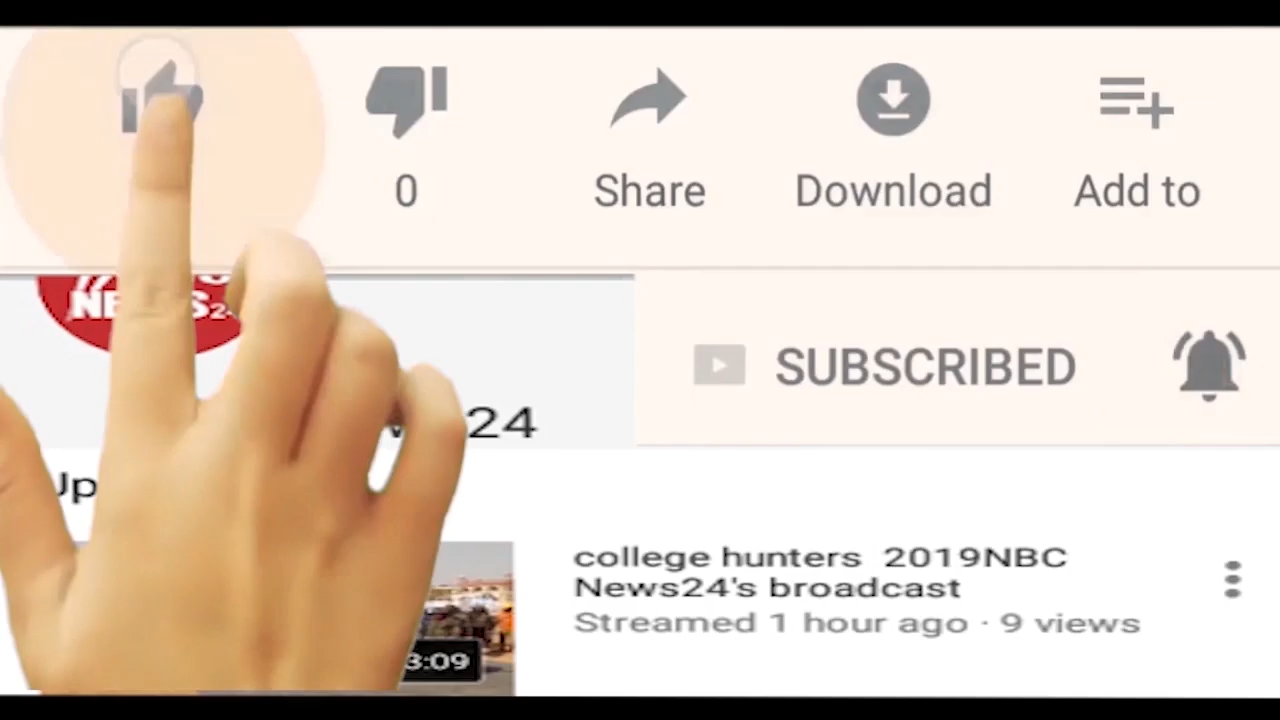 0 Share Download Add to
SUBSCRIBED
24
Up
college hunters 2019NBC
News24's broadcast
Streamed 1 hour ago · 9 views
3:09